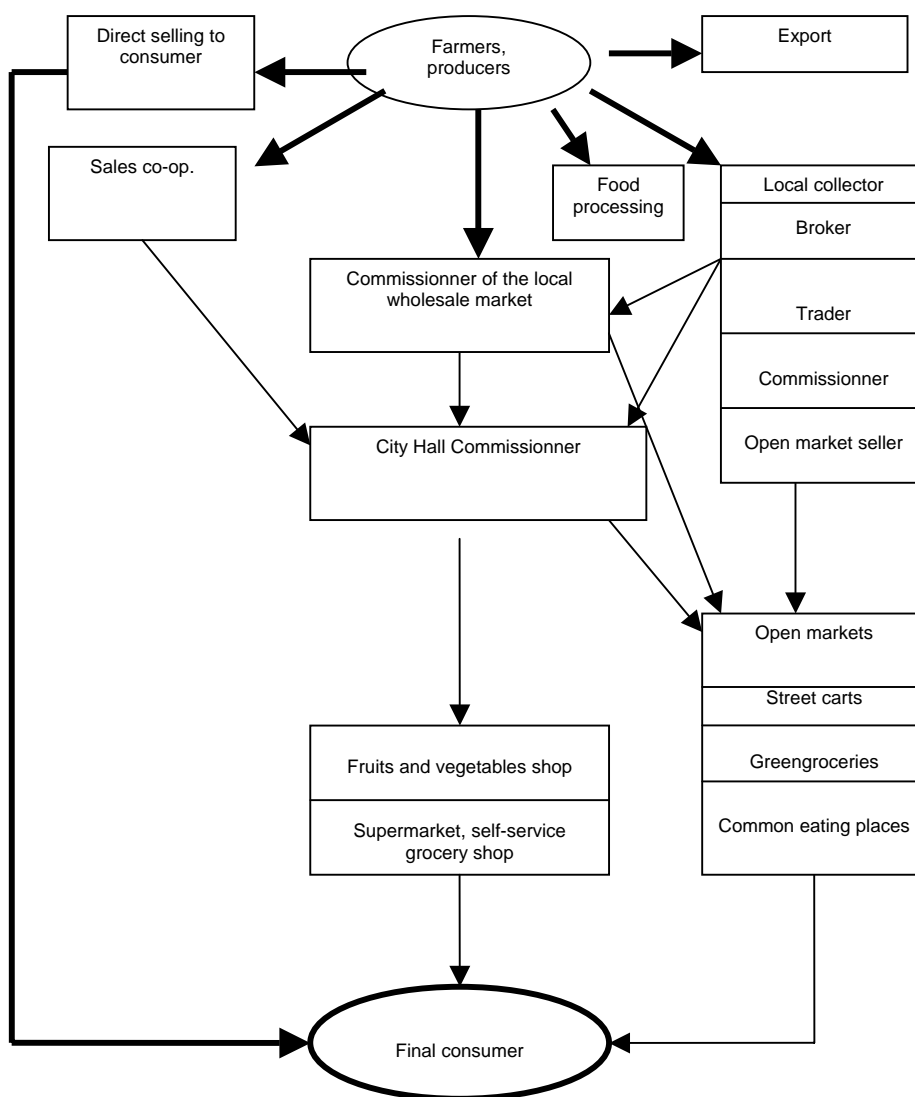 Direct selling to
consumer
Farmers,
producers
Export
Sales co-op.
Food
processing
Local collector
Broker
Trader
Commissionner
Open market seller
Commissionner of the local
wholesale market
City Hall Commissionner
Open markets
Street carts
Greengroceries
Common eating places
Fruits and vegetables shop
Supermarket, self-service
grocery shop
Final consumer